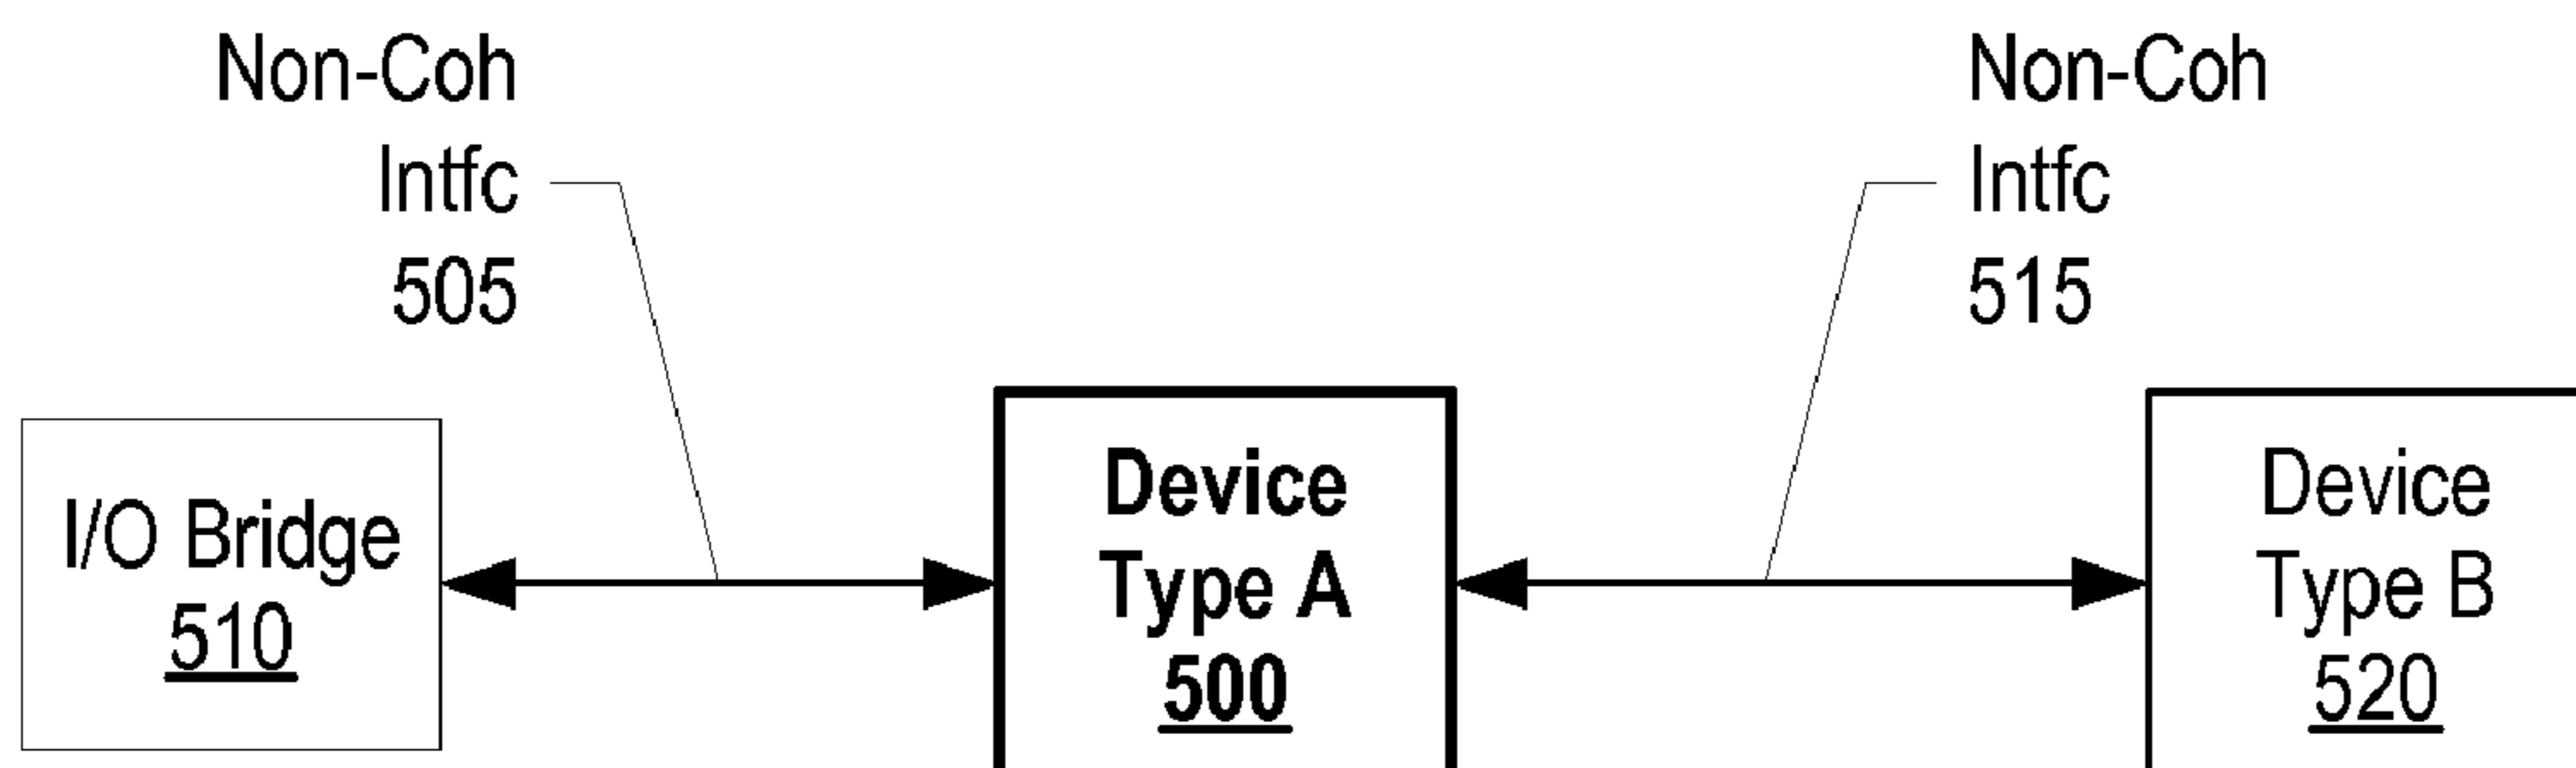 Non-Coh
Intfc
505
Non-Coh
Intfc
515
I/O Bridge
510
Device
Type A
500
Device
Type B
520